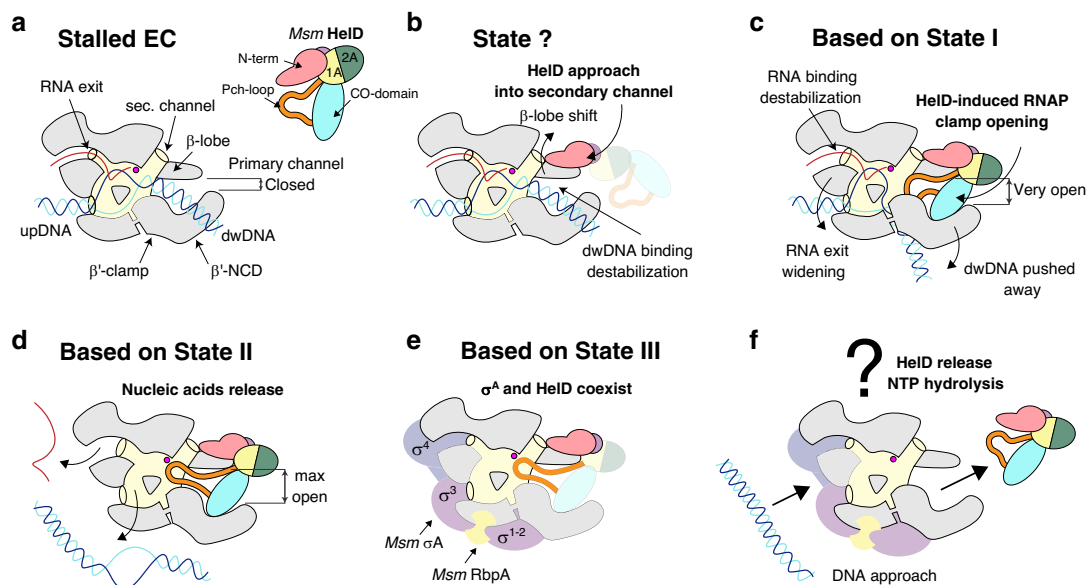 a
Stalled EC
Msm HelD
N-term
1A
2A
Pch-loop
CO-domain
RNA exit
sec. channel
β-lobe
Primary channel
Closed
upDNA
dwDNA
β'-clamp
β'-NCD
b
State ?
HelD approach
into secondary channel
β-lobe shift
dwDNA binding
destabilization
c
Based on State I
RNA binding
destabilization
HelD-induced RNAP
clamp opening
Very open
RNA exit
widening
dwDNA pushed
away
d
Based on State II
Nucleic acids release
max
open
e
Based on State III
σA and HelD coexist
σ4
σ3
σ1-2
Msm σA
Msm RbpA
f
?
HelD release
NTP hydrolysis
DNA approach